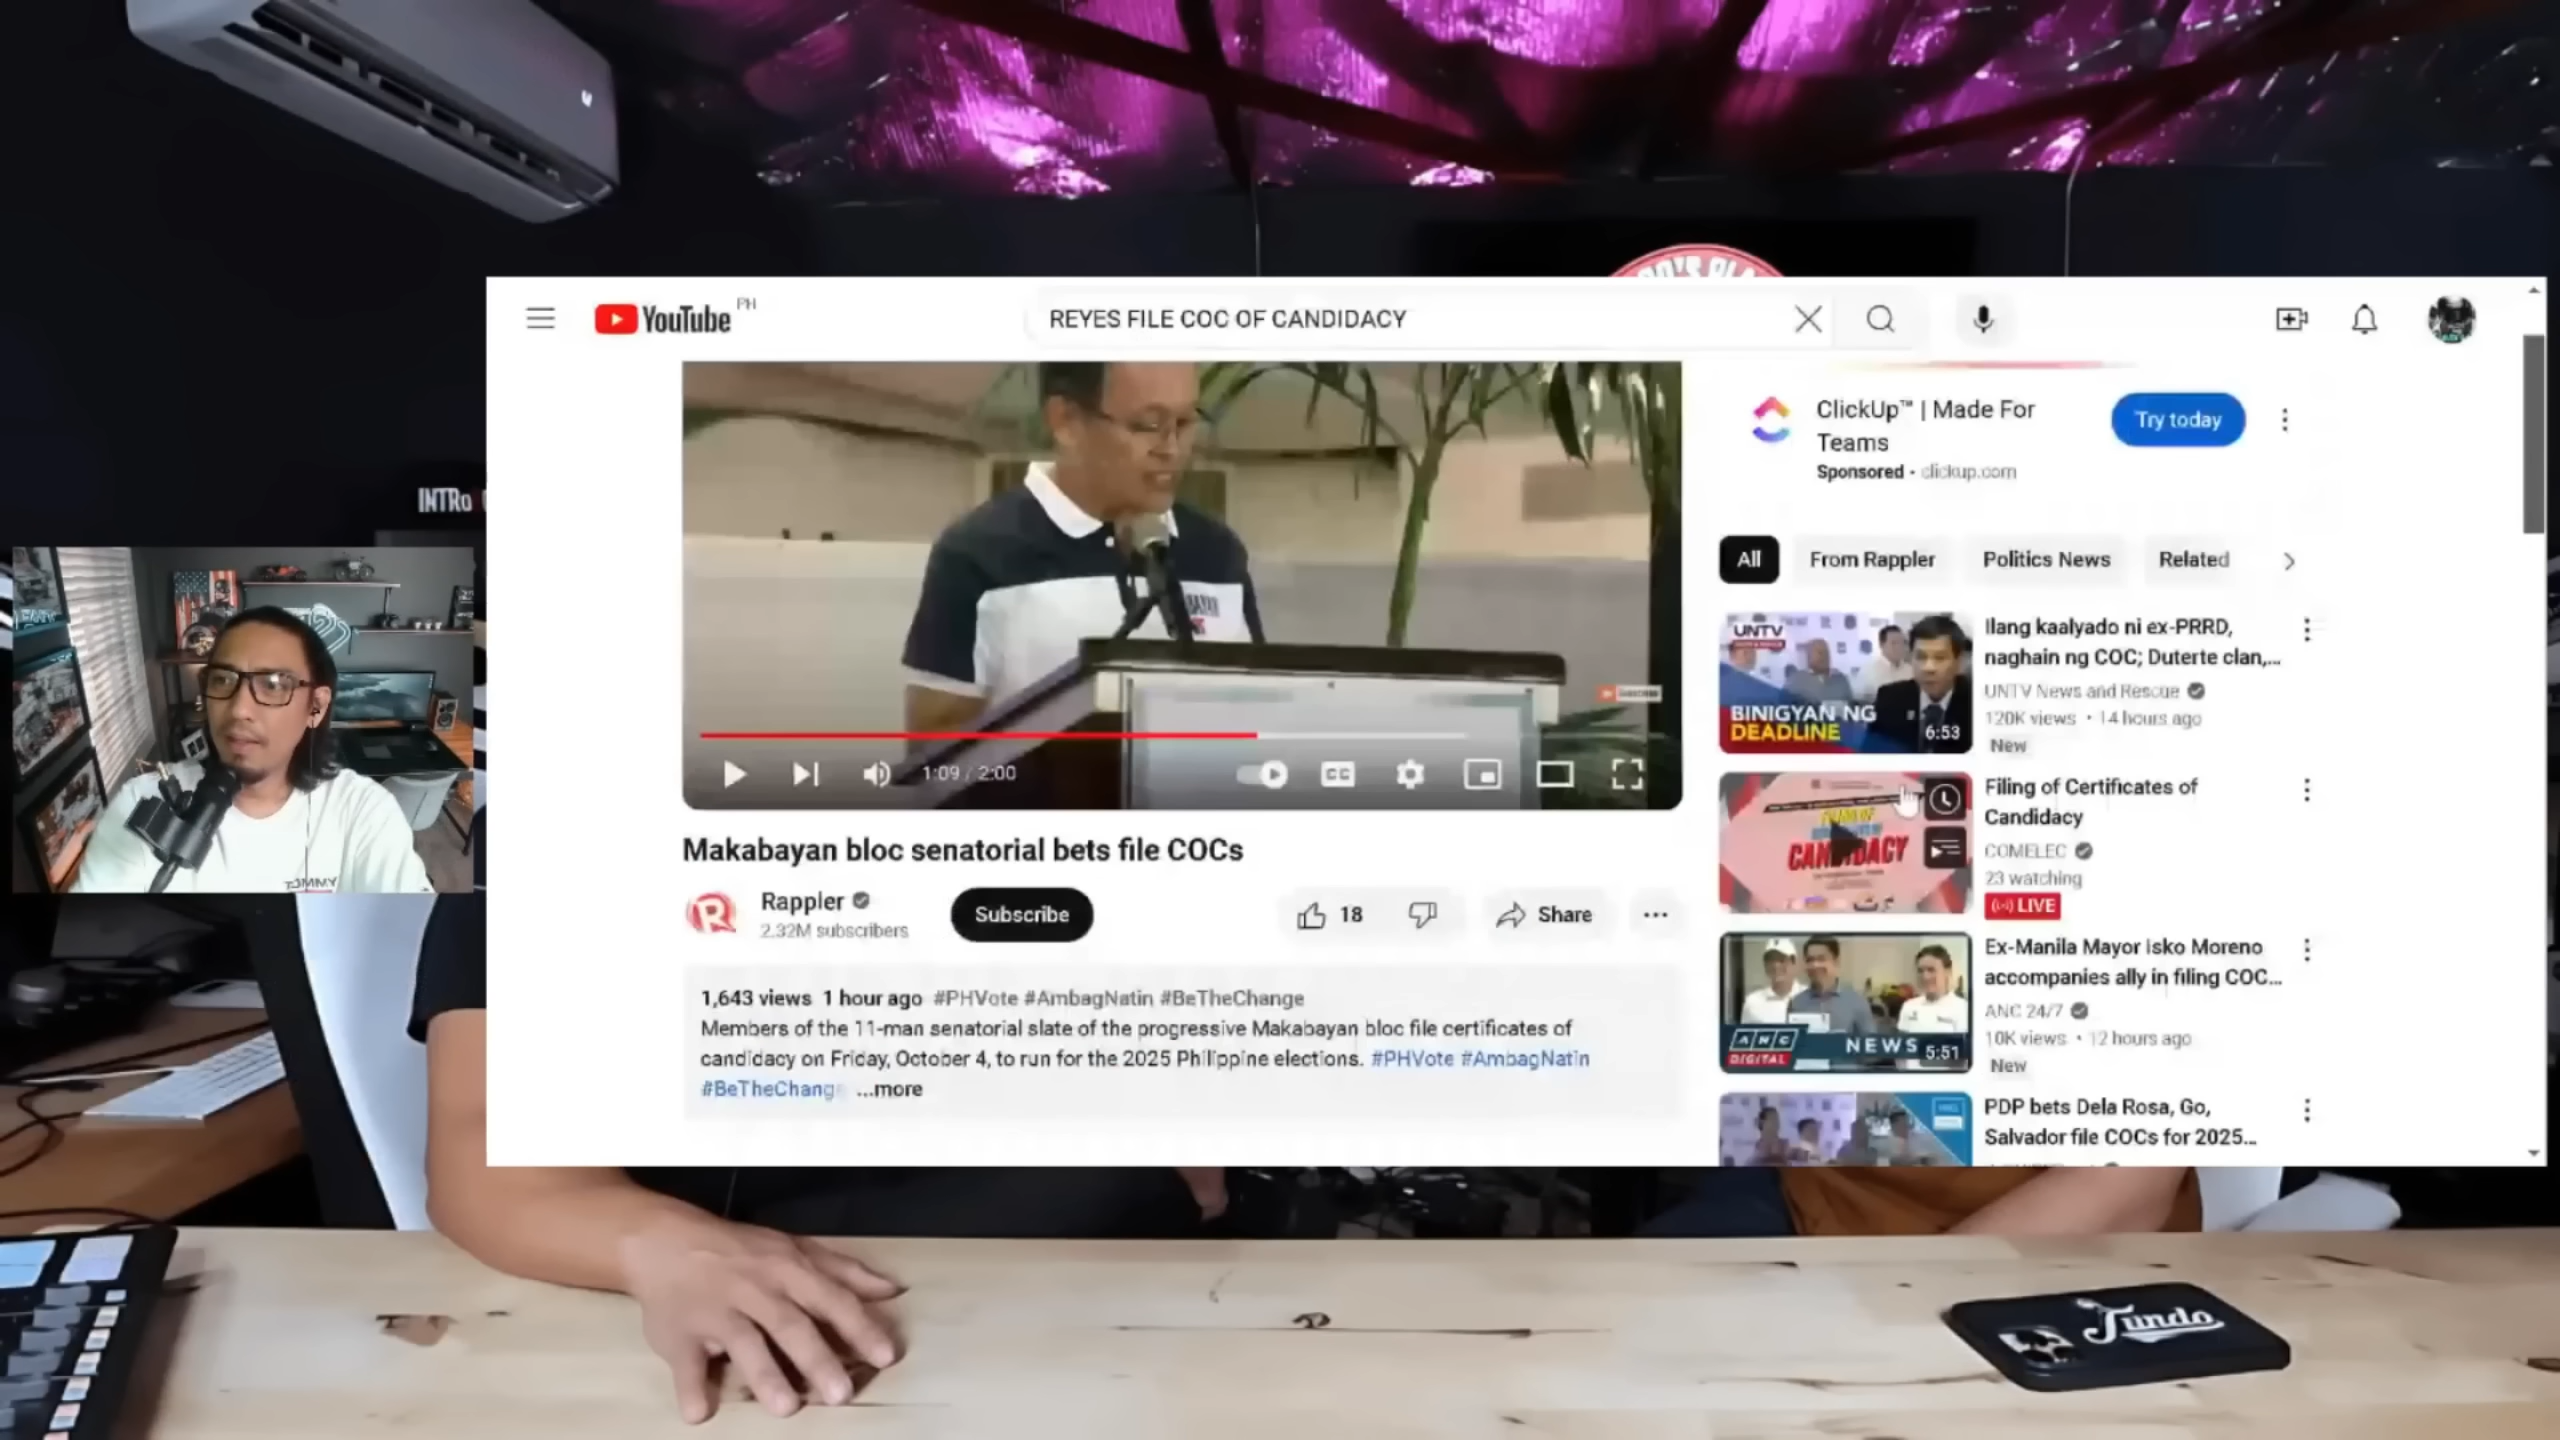 INTRo
YouTube PH
REYES FILE COC OF CANDIDACY
1:09 / 2:00
Makabayan bloc senatorial bets file COCs
Rappler
2.32M subscribers
Subscribe
18
Share
1,643 views 1 hour ago #PHVote #AmbagNatin #BeTheChange
Members of the 11-man senatorial slate of the progressive Makabayan bloc file certificates of
candidacy on Friday, October 4, to run for the 2025 Philippine elections. #PHVote #AmbagNatin
#BeTheChang ...more
ClickUp™ | Made For
Teams
Sponsored · clickup.com
Try today
All
From Rappler
Politics News
Related
UNTV
BINIGYAN NG
DEADLINE
6:53
Ilang kaalyado ni ex-PRRD,
naghain ng COC; Duterte clan,...
UNTV News and Rescue
120K views • 14 hours ago
New
CANDIDACY
Filing of Certificates of
Candidacy
COMELEC
23 watching
LIVE
ANC
DIGITAL
NEWS
5:51
Ex-Manila Mayor Isko Moreno
accompanies ally in filing COC...
ANC 24/7
10K views • 12 hours ago
New
PDP bets Dela Rosa, Go,
Salvador file COCs for 2025...
Tundo